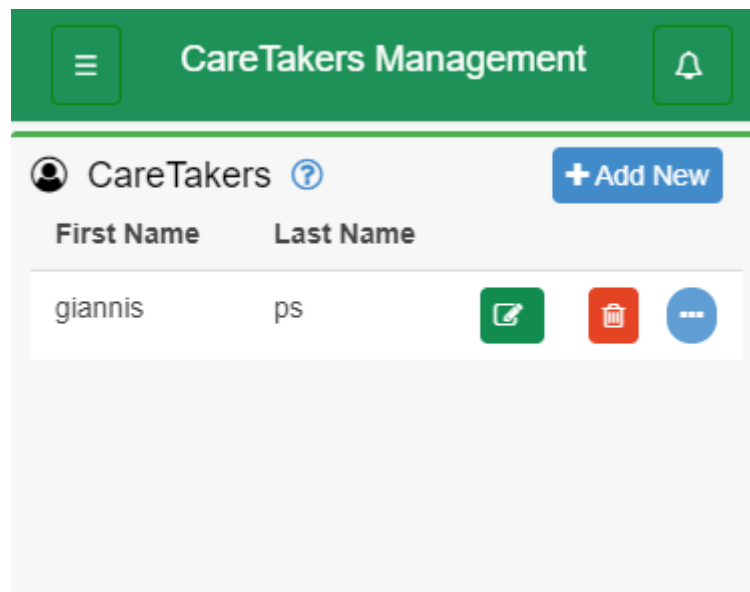 CareTakers Management
CareTakers ?
+ Add New
First Name Last Name
giannis ps